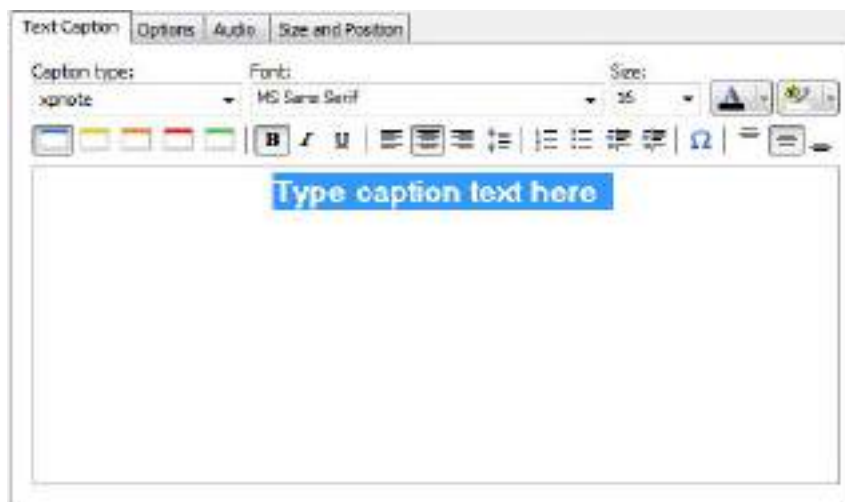 Text Caption Options Audio Size and Position
Caption type: Font: Size:
xpnote MS Sans Serif 16
A
B I U Ω
Type caption text here